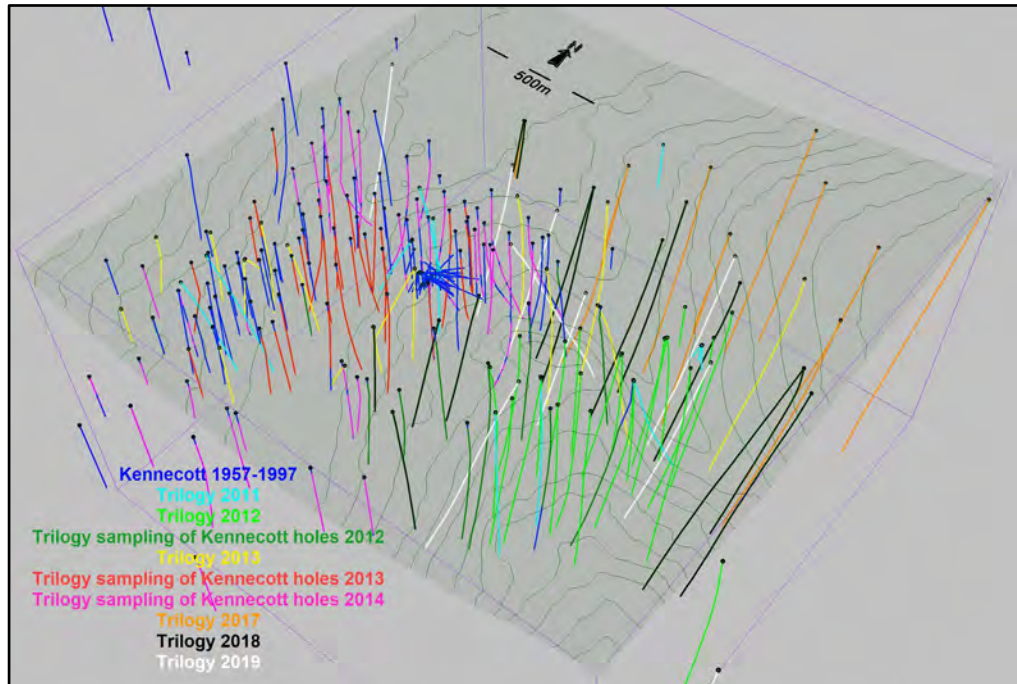 N
500m
Kennecott 1957-1997
Trilogy 2011
Trilogy 2012
Trilogy sampling of Kennecott holes 2012
Trilogy 2013
Trilogy sampling of Kennecott holes 2013
Trilogy sampling of Kennecott holes 2014
Trilogy 2017
Trilogy 2018
Trilogy 2019